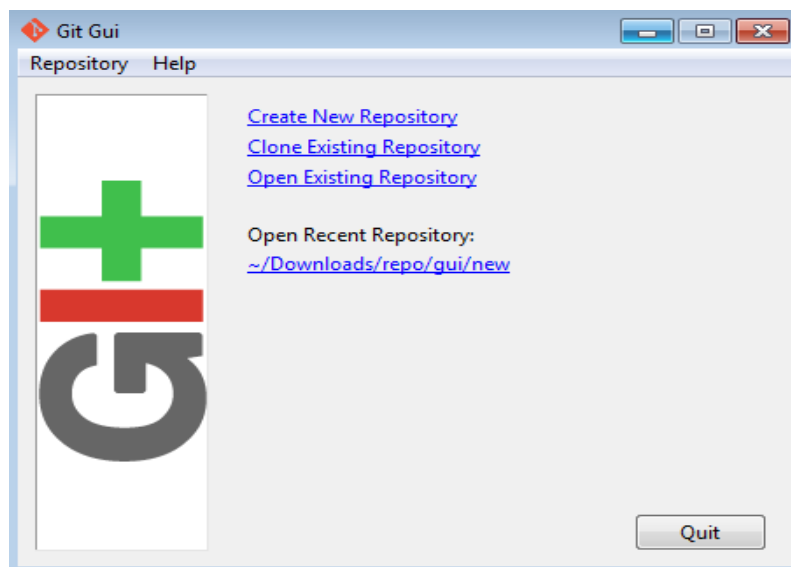 Git Gui
Repository Help
Create New Repository
Clone Existing Repository
Open Existing Repository
Open Recent Repository:
~/Downloads/repo/gui/new
GIt
Quit